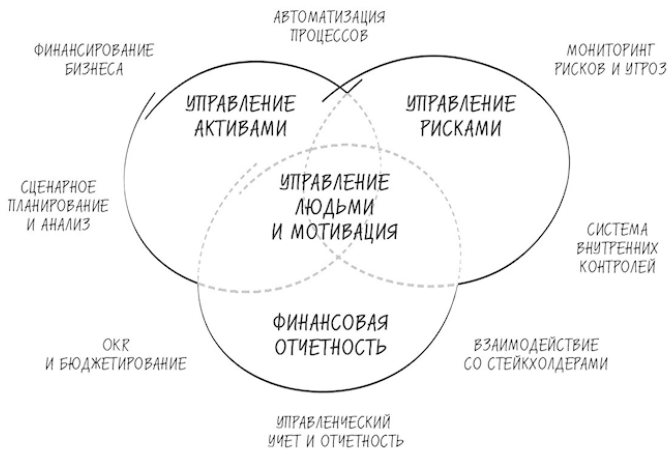 АВТОМАТИЗАЦИЯ
ПРОЦЕССОВ
ФИНАНСИРОВАНИЕ
БИЗНЕСА
МОНИТОРИНГ
РИСКОВ И УГРОЗ
УПРАВЛЕНИЕ
АКТИВАМИ
УПРАВЛЕНИЕ
РИСКАМИ
СЦЕНАРНОЕ
ПЛАНИРОВАНИЕ
И АНАЛИЗ
УПРАВЛЕНИЕ
ЛЮДЬМИ
И МОТИВАЦИЯ
СИСТЕМА
ВНУТРЕННИХ
КОНТРОЛЕЙ
ФИНАНСОВАЯ
ОТЧЕТНОСТЬ
OKR
И БЮДЖЕТИРОВАНИЕ
ВЗАИМОДЕЙСТВИЕ
СО СТЕЙКХОЛДЕРАМИ
УПРАВЛЕНЧЕСКИЙ
УЧЕТ И ОТЧЕТНОСТЬ